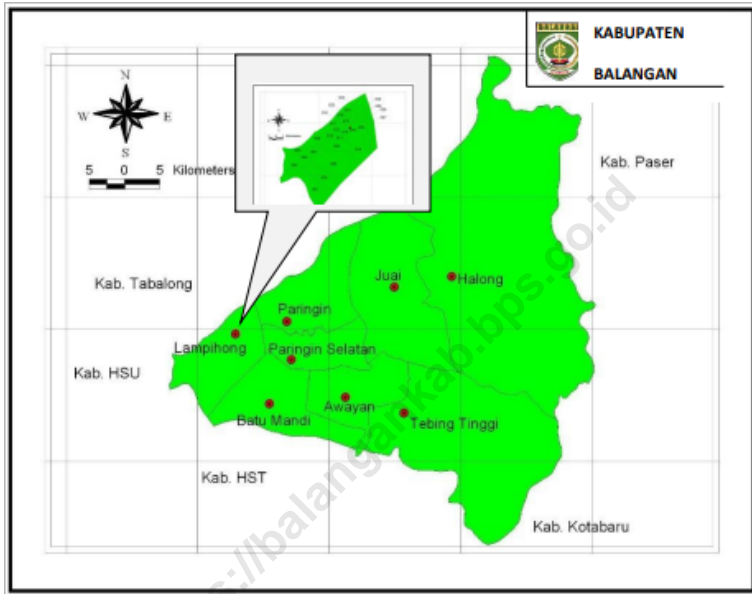 KABUPATEN
BALANGAN
N
W E
S
5 0 5 Kilometers
Kab. Paser
Kab. Tabalong
Juai
Halong
Paringin
Lampihong
Paringin Selatan
Kab. HSU
Awayan
Batu Mandi
Tebing Tinggi
Kab. HST
Kab. Kotabaru
s://balangankab.bps.go.id